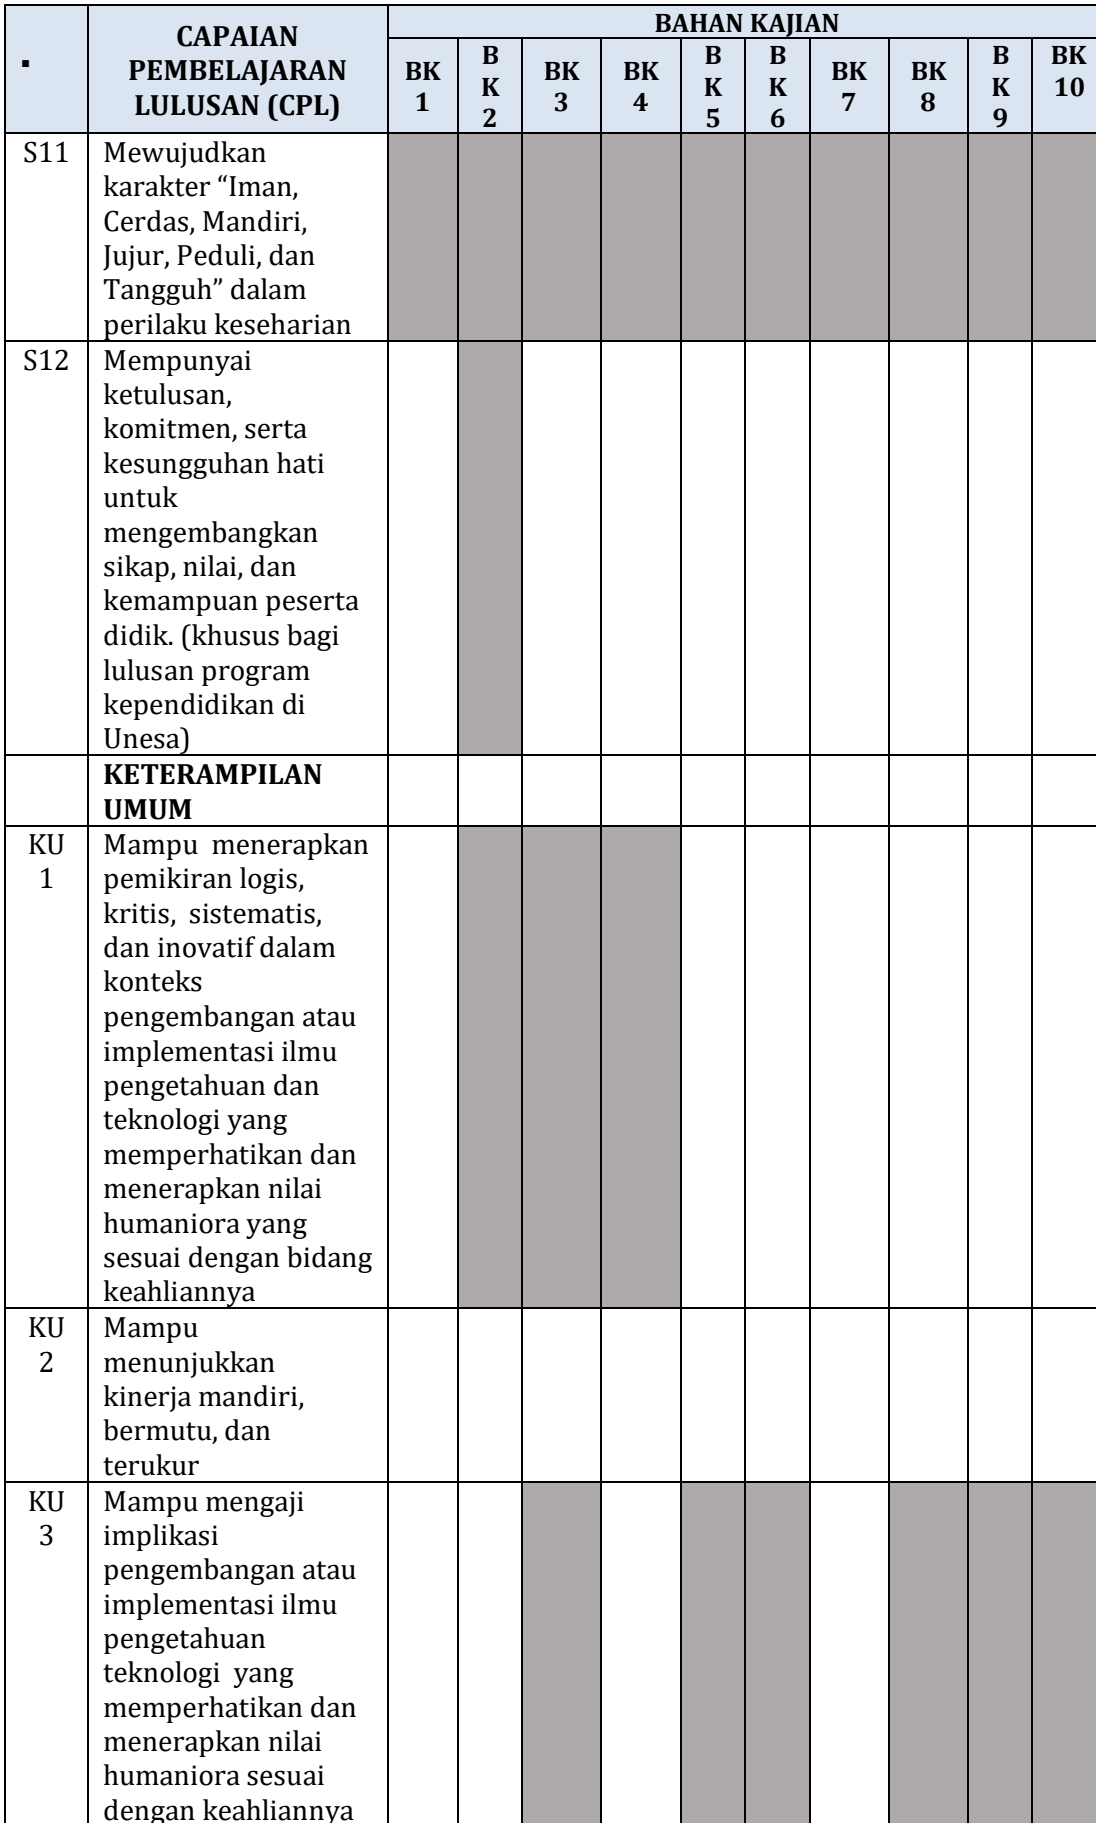 BAHAN KAJIAN
▪
CAPAIAN
PEMBELAJARAN
LULUSAN (CPL)
BK
1
B
K
2
BK
3
BK
4
B
K
5
B
K
6
BK
7
BK
8
B
K
9
BK
10
S11
Mewujudkan
karakter “Iman,
Cerdas, Mandiri,
Jujur, Peduli, dan
Tangguh” dalam
perilaku keseharian
S12
Mempunyai
ketulusan,
komitmen, serta
kesungguhan hati
untuk
mengembangkan
sikap, nilai, dan
kemampuan peserta
didik. (khusus bagi
lulusan program
kependidikan di
Unesa)
KETERAMPILAN
UMUM
KU
1
Mampu menerapkan
pemikiran logis,
kritis, sistematis,
dan inovatif dalam
konteks
pengembangan atau
implementasi ilmu
pengetahuan dan
teknologi yang
memperhatikan dan
menerapkan nilai
humaniora yang
sesuai dengan bidang
keahliannya
KU
2
Mampu
menunjukkan
kinerja mandiri,
bermutu, dan
terukur
KU
3
Mampu mengaji
implikasi
pengembangan atau
implementasi ilmu
pengetahuan
teknologi yang
memperhatikan dan
menerapkan nilai
humaniora sesuai
dengan keahliannya